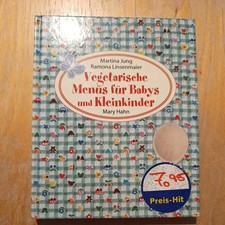 Martina Jung
Ramona Linsenmaier
Vegetarische
Menüs für Babys
und Kleinkinder
Mary Hahn
7,95
Preis-Hit